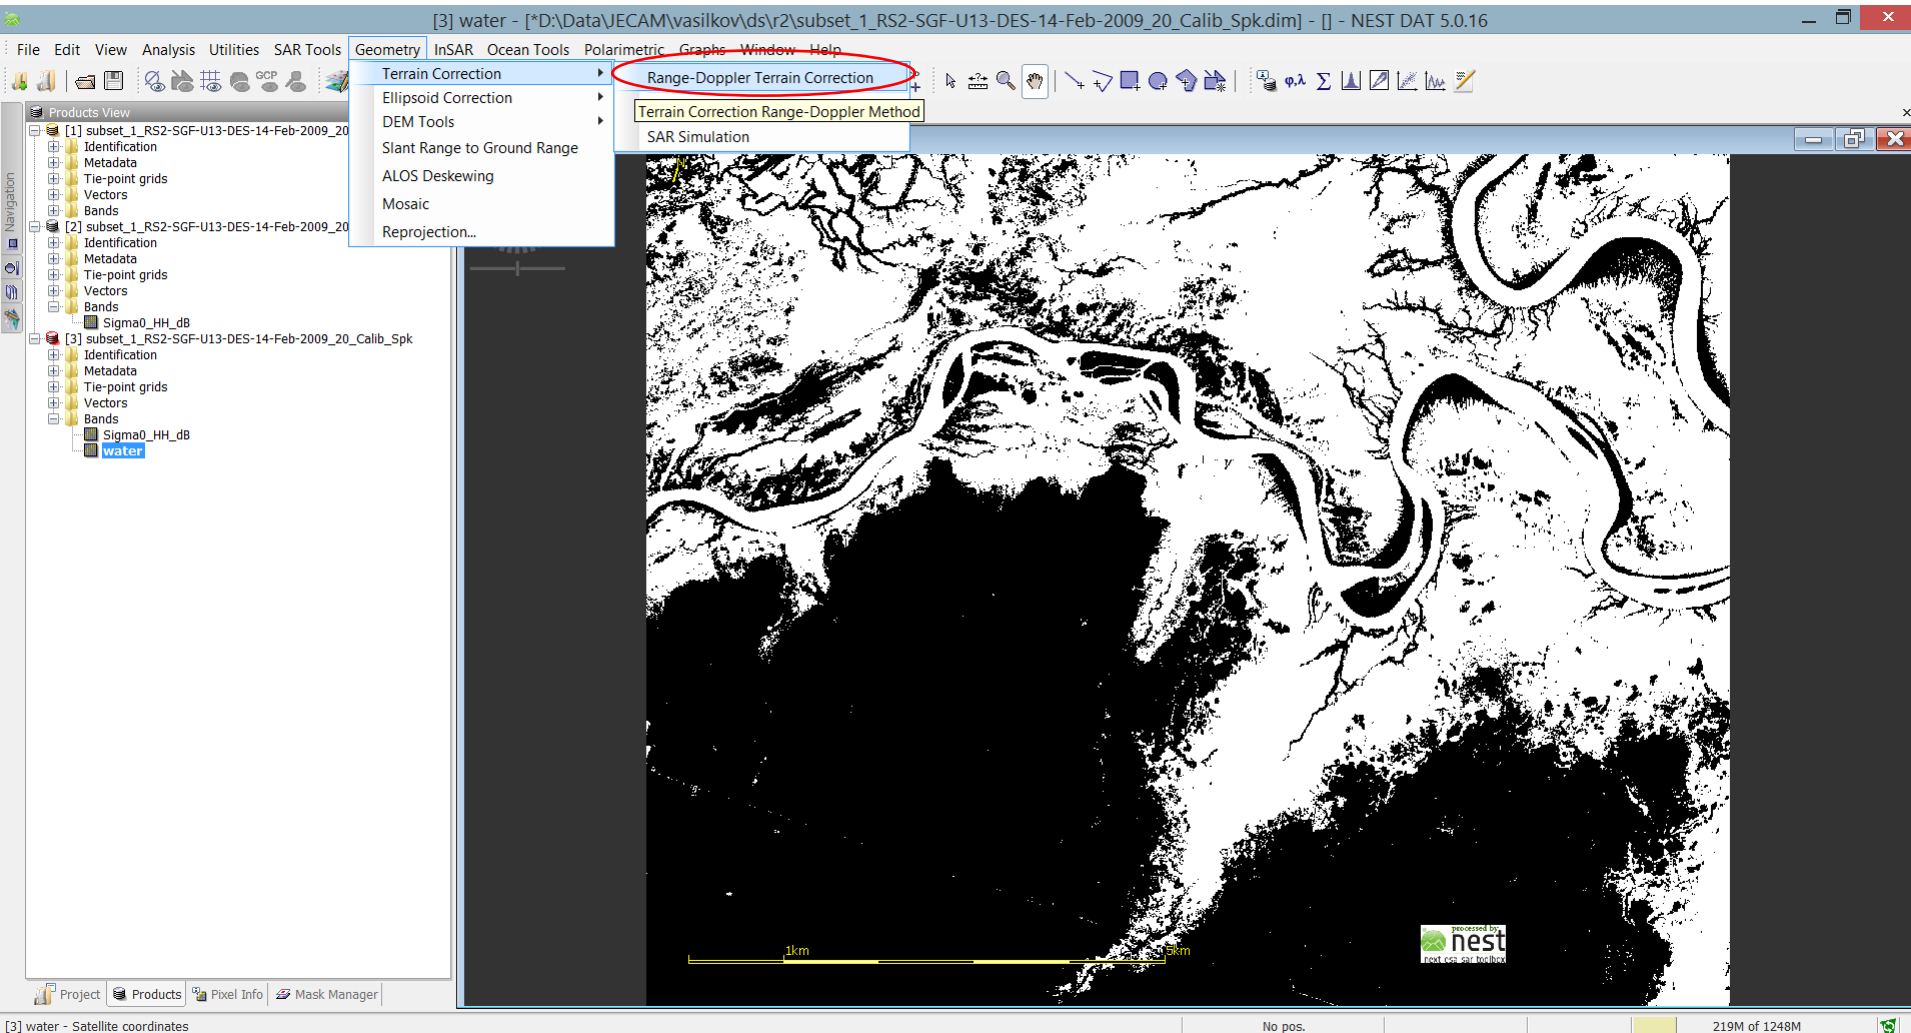 [3] water - [*D:\Data\JECAM\vasilkov\ds\r2\subset_1_RS2-SGF-U13-DES-14-Feb-2009_20_Calib_Spk.dim] - [] - NEST DAT 5.0.16
File Edit View Analysis Utilities SAR Tools Geometry InSAR Ocean Tools Polarimetric Graphs Window Help
GCP
φ,λ Σ
Terrain Correction
Ellipsoid Correction
DEM Tools
Slant Range to Ground Range
ALOS Deskewing
Mosaic
Reprojection...
Range-Doppler Terrain Correction
Terrain Correction Range-Doppler Method
SAR Simulation
Navigation
Products View
[1] subset_1_RS2-SGF-U13-DES-14-Feb-2009_20
Identification
Metadata
Tie-point grids
Vectors
Bands
[2] subset_1_RS2-SGF-U13-DES-14-Feb-2009_20
Identification
Metadata
Tie-point grids
Vectors
Bands
Sigma0_HH_dB
[3] subset_1_RS2-SGF-U13-DES-14-Feb-2009_20_Calib_Spk
Identification
Metadata
Tie-point grids
Vectors
Bands
Sigma0_HH_dB
water
N
1km
5km
processed by
nest
next esa sar toolbox
Project Products Pixel Info Mask Manager
[3] water - Satellite coordinates
No pos.
219M of 1248M